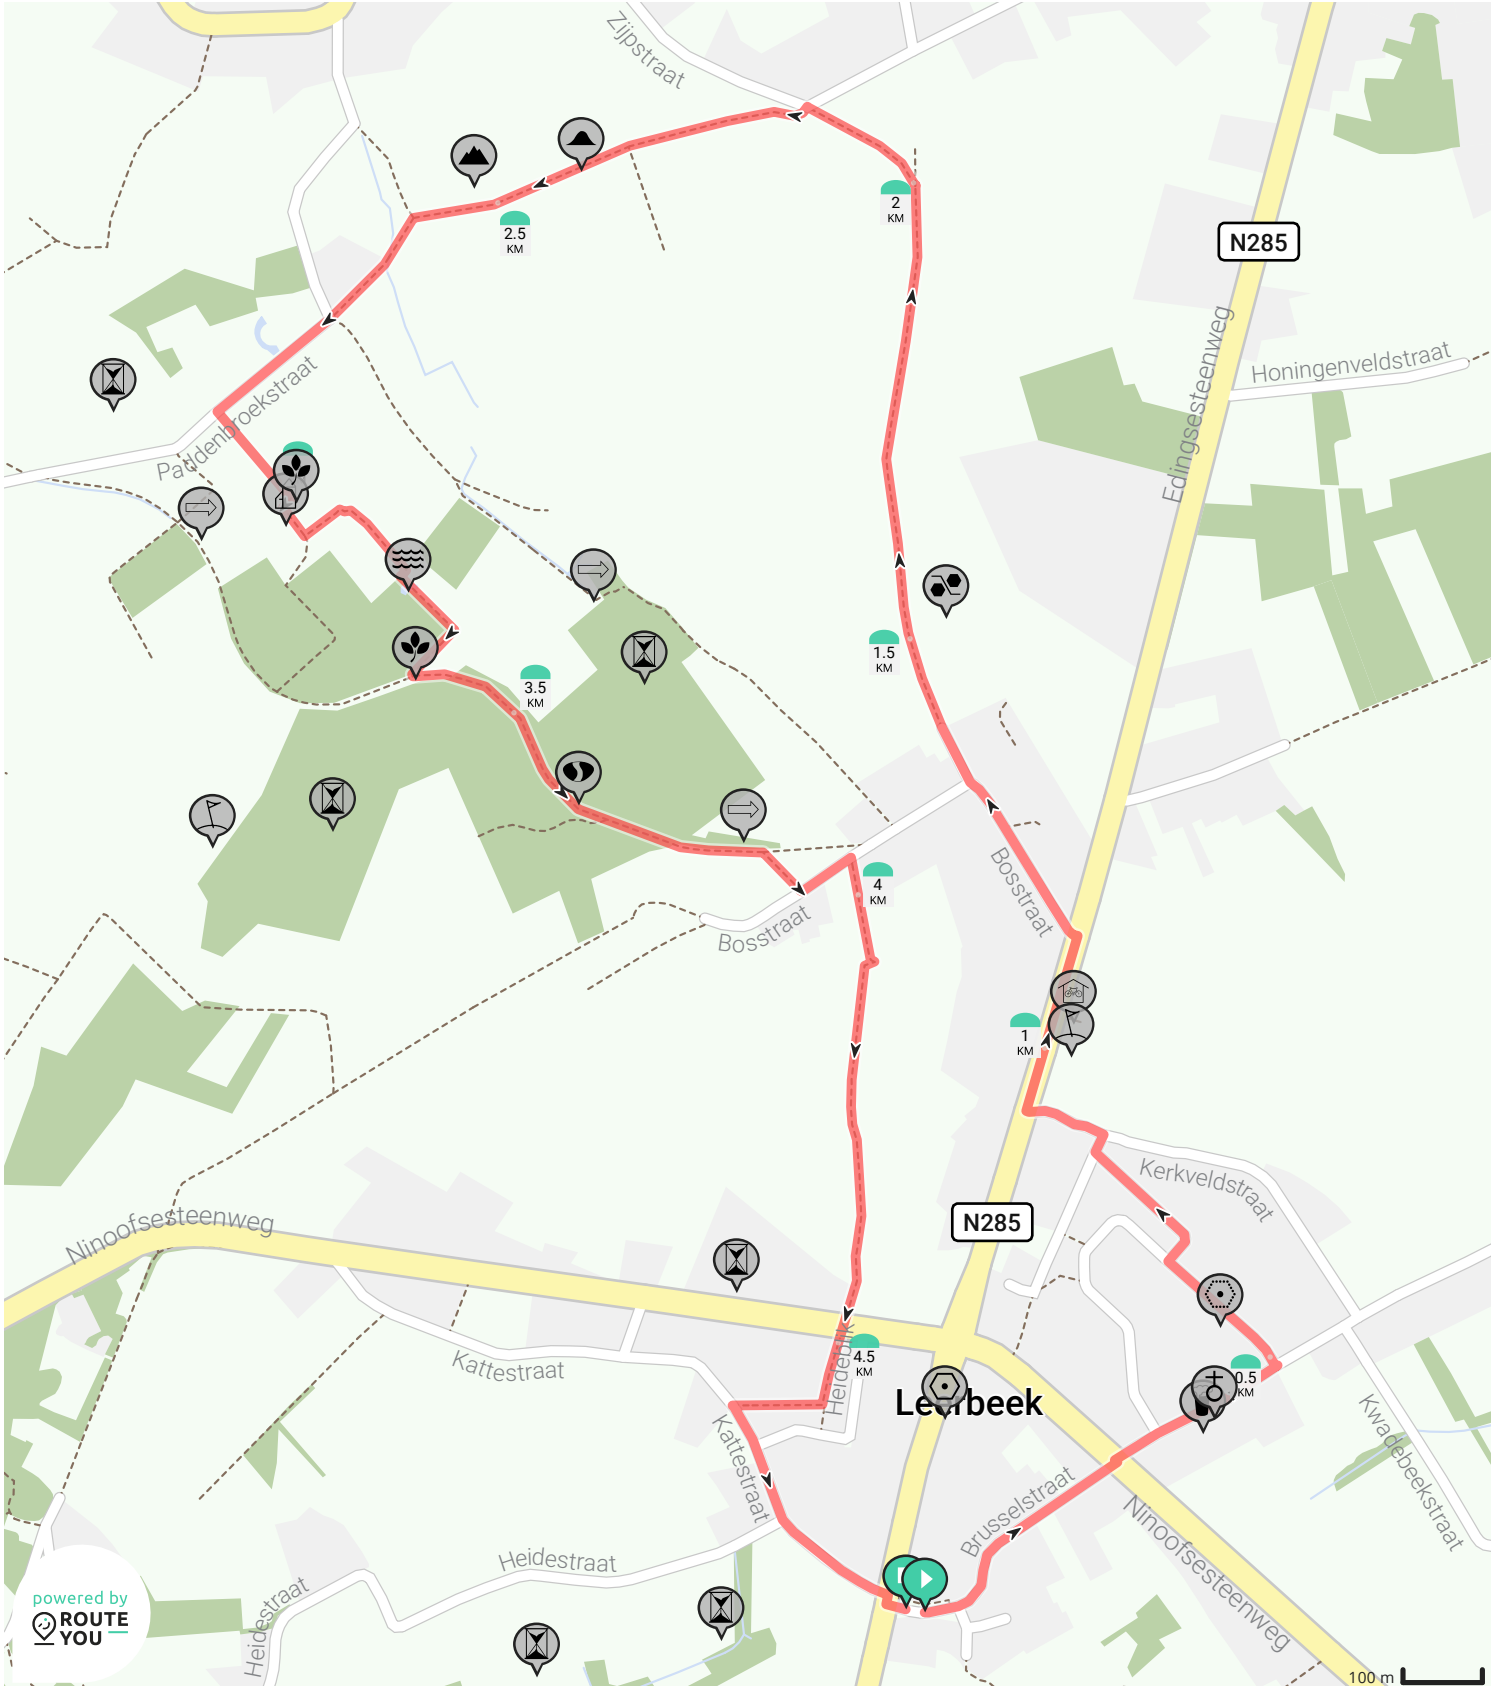 Zijpstraat
2
KM
2.5
KM
N285
Edingsesteenweg
Honingenveldstraat
Paddenbroekstraat
1.5
KM
3.5
KM
Bosstraat
4
KM
Bosstraat
1
KM
Kerkveldstraat
N285
Ninoofsesteenweg
Kattestraat
Heideblik
4.5
KM
0.5
KM
Kwadebeekstraat
Kattestraat
Brusselstraat
Ninoofsesteenweg
Heidestraat
Heidestraat
powered by
ROUTE
YOU
100 m